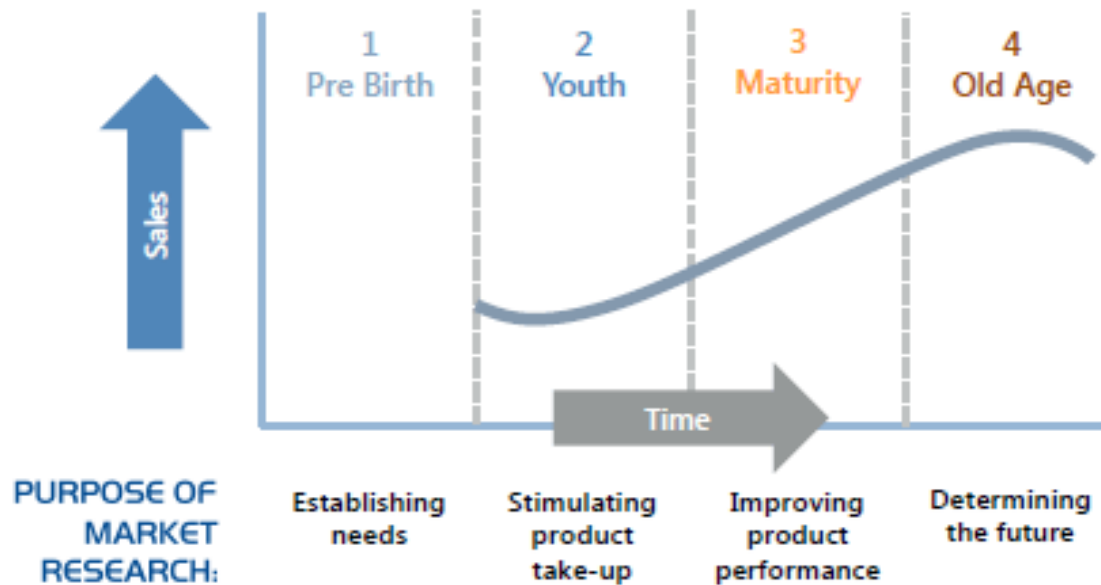 1
Pre Birth
2
Youth
3
Maturity
4
Old Age
Sales
Time
PURPOSE OF
MARKET
RESEARCH:
Establishing
needs
Stimulating
product
take-up
Improving
product
performance
Determining
the future